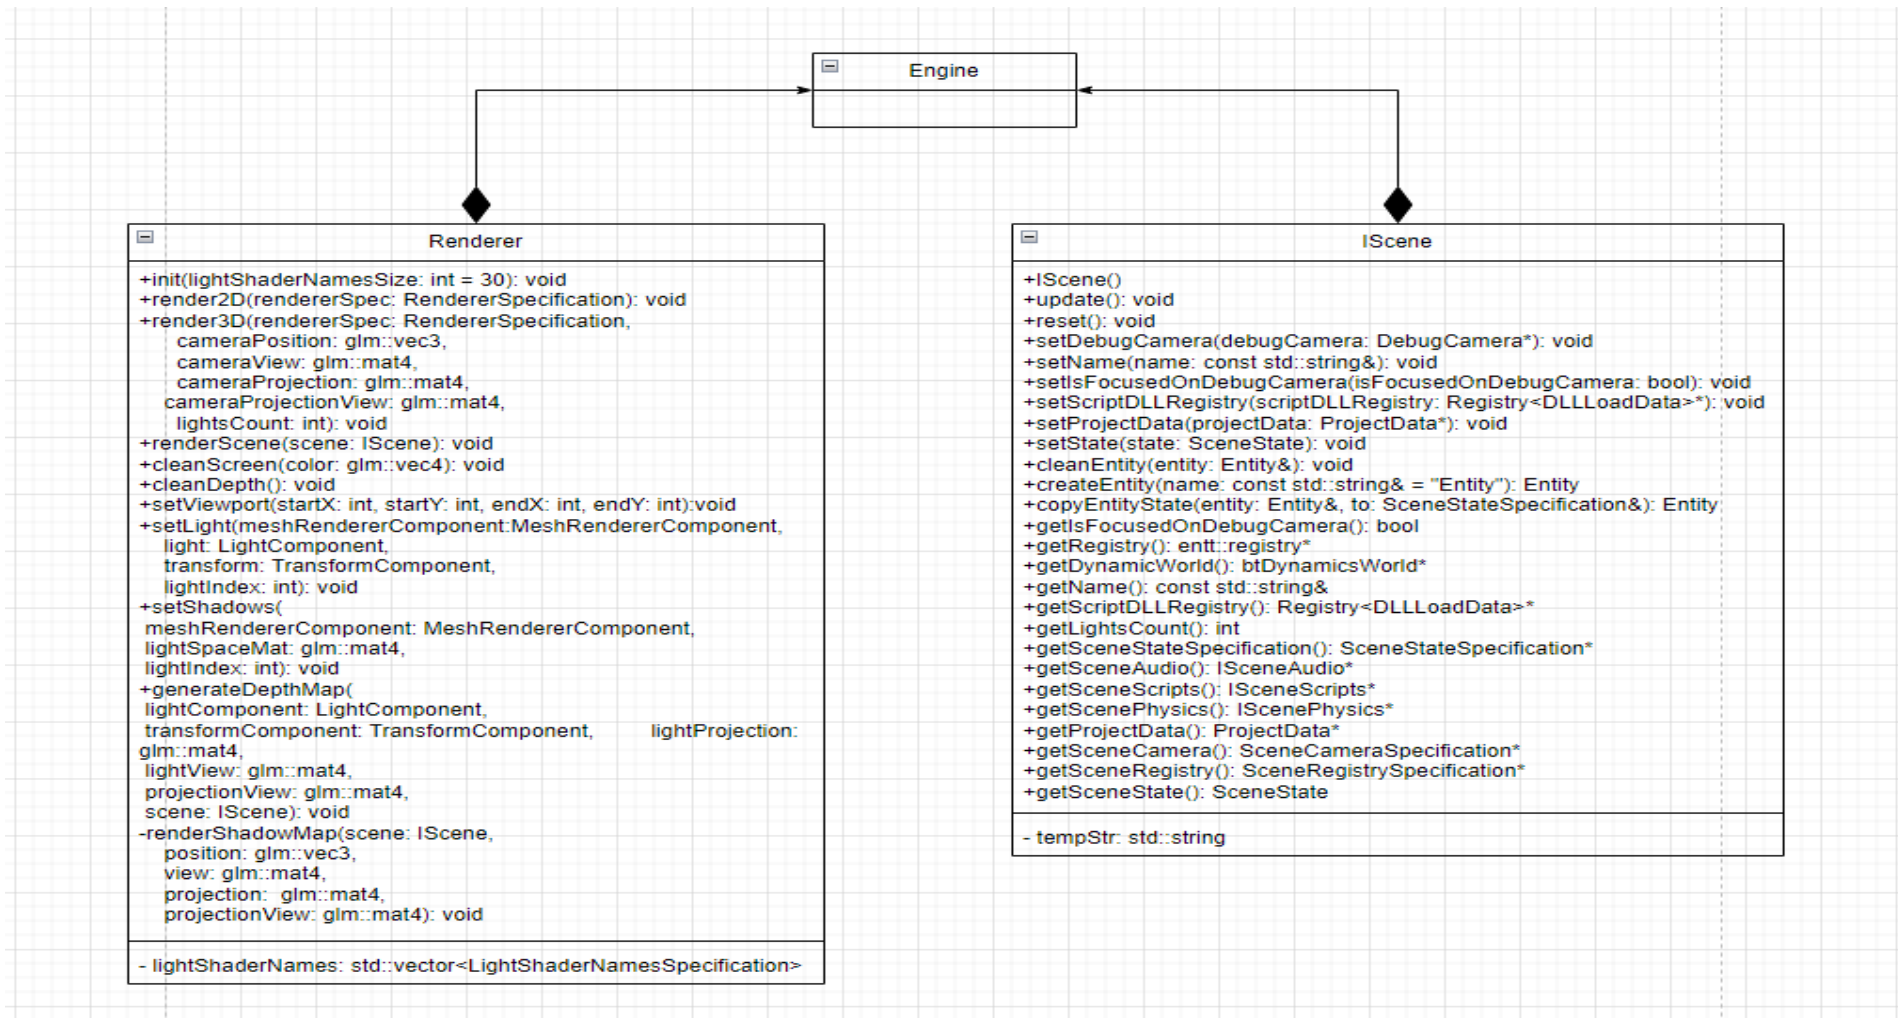 Engine
Renderer
+init(lightShaderNamesSize: int = 30): void
+render2D(rendererSpec: RendererSpecification): void
+render3D(rendererSpec: RendererSpecification,
cameraPosition: glm::vec3,
cameraView: glm::mat4,
cameraProjection: glm::mat4,
cameraProjectionView: glm::mat4,
lightsCount: int): void
+renderScene(scene: IScene): void
+cleanScreen(color: glm::vec4): void
+cleanDepth(): void
+setViewport(startX: int, startY: int, endX: int, endY: int):void
+setLight(meshRendererComponent:MeshRendererComponent,
light: LightComponent,
transform: TransformComponent,
lightIndex: int): void
+setShadows(
meshRendererComponent: MeshRendererComponent,
lightSpaceMat: glm::mat4,
lightIndex: int): void
+generateDepthMap(
lightComponent: LightComponent,
transformComponent: TransformComponent, lightProjection:
glm::mat4,
lightView: glm::mat4,
projectionView: glm::mat4,
scene: IScene): void
-renderShadowMap(scene: IScene,
position: glm::vec3,
view: glm::mat4,
projection: glm::mat4,
projectionView: glm::mat4): void
- lightShaderNames: std::vector<LightShaderNamesSpecification>
IScene
+IScene()
+update(): void
+reset(): void
+setDebugCamera(debugCamera: DebugCamera*): void
+setName(name: const std::string&): void
+setIsFocusedOnDebugCamera(isFocusedOnDebugCamera: bool): void
+setScriptDLLRegistry(scriptDLLRegistry: Registry<DLLLoadData>*): void
+setProjectData(projectData: ProjectData*): void
+setState(state: SceneState): void
+cleanEntity(entity: Entity&): void
+createEntity(name: const std::string& = "Entity"): Entity
+copyEntityState(entity: Entity&, to: SceneStateSpecification&): Entity
+getIsFocusedOnDebugCamera(): bool
+getRegistry(): entt::registry*
+getDynamicWorld(): btDynamicsWorld*
+getName(): const std::string&
+getScriptDLLRegistry(): Registry<DLLLoadData>*
+getLightsCount(): int
+getSceneStateSpecification(): SceneStateSpecification*
+getSceneAudio(): ISceneAudio*
+getSceneScripts(): ISceneScripts*
+getScenePhysics(): IScenePhysics*
+getProjectData(): ProjectData*
+getSceneCamera(): SceneCameraSpecification*
+getSceneRegistry(): SceneRegistrySpecification*
+getSceneState(): SceneState
- tempStr: std::string